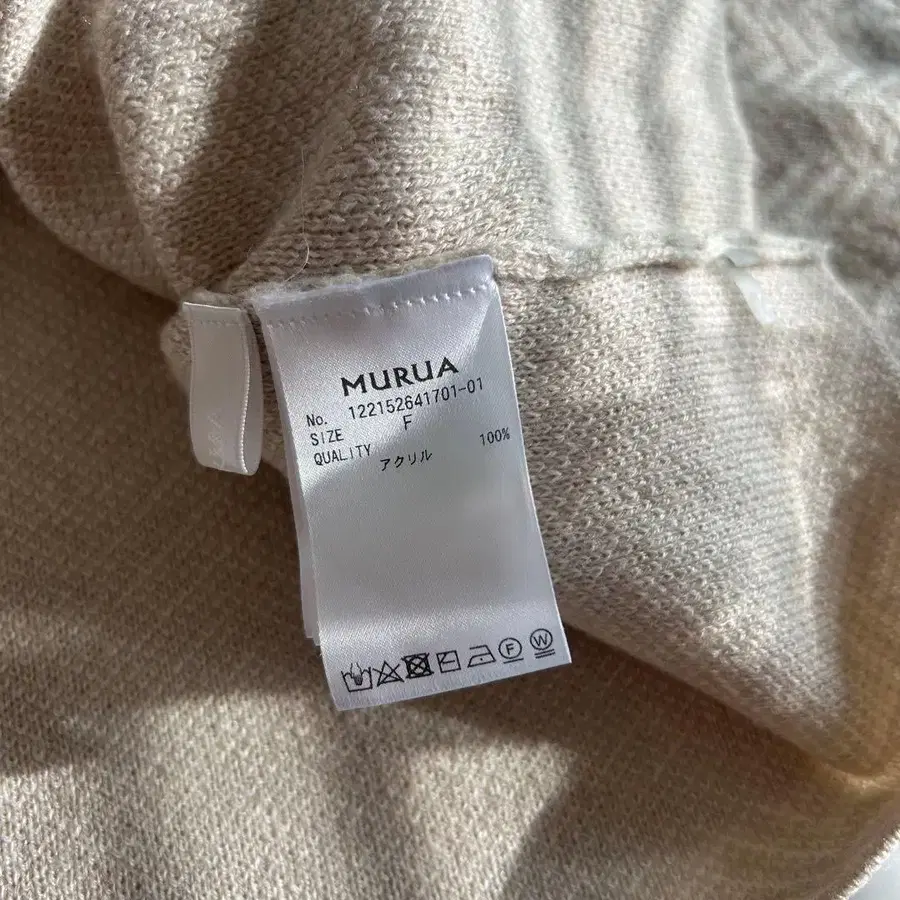 MURUA
No. 122152641701-01
SIZE F
QUALITY 100%
アクリル
F W